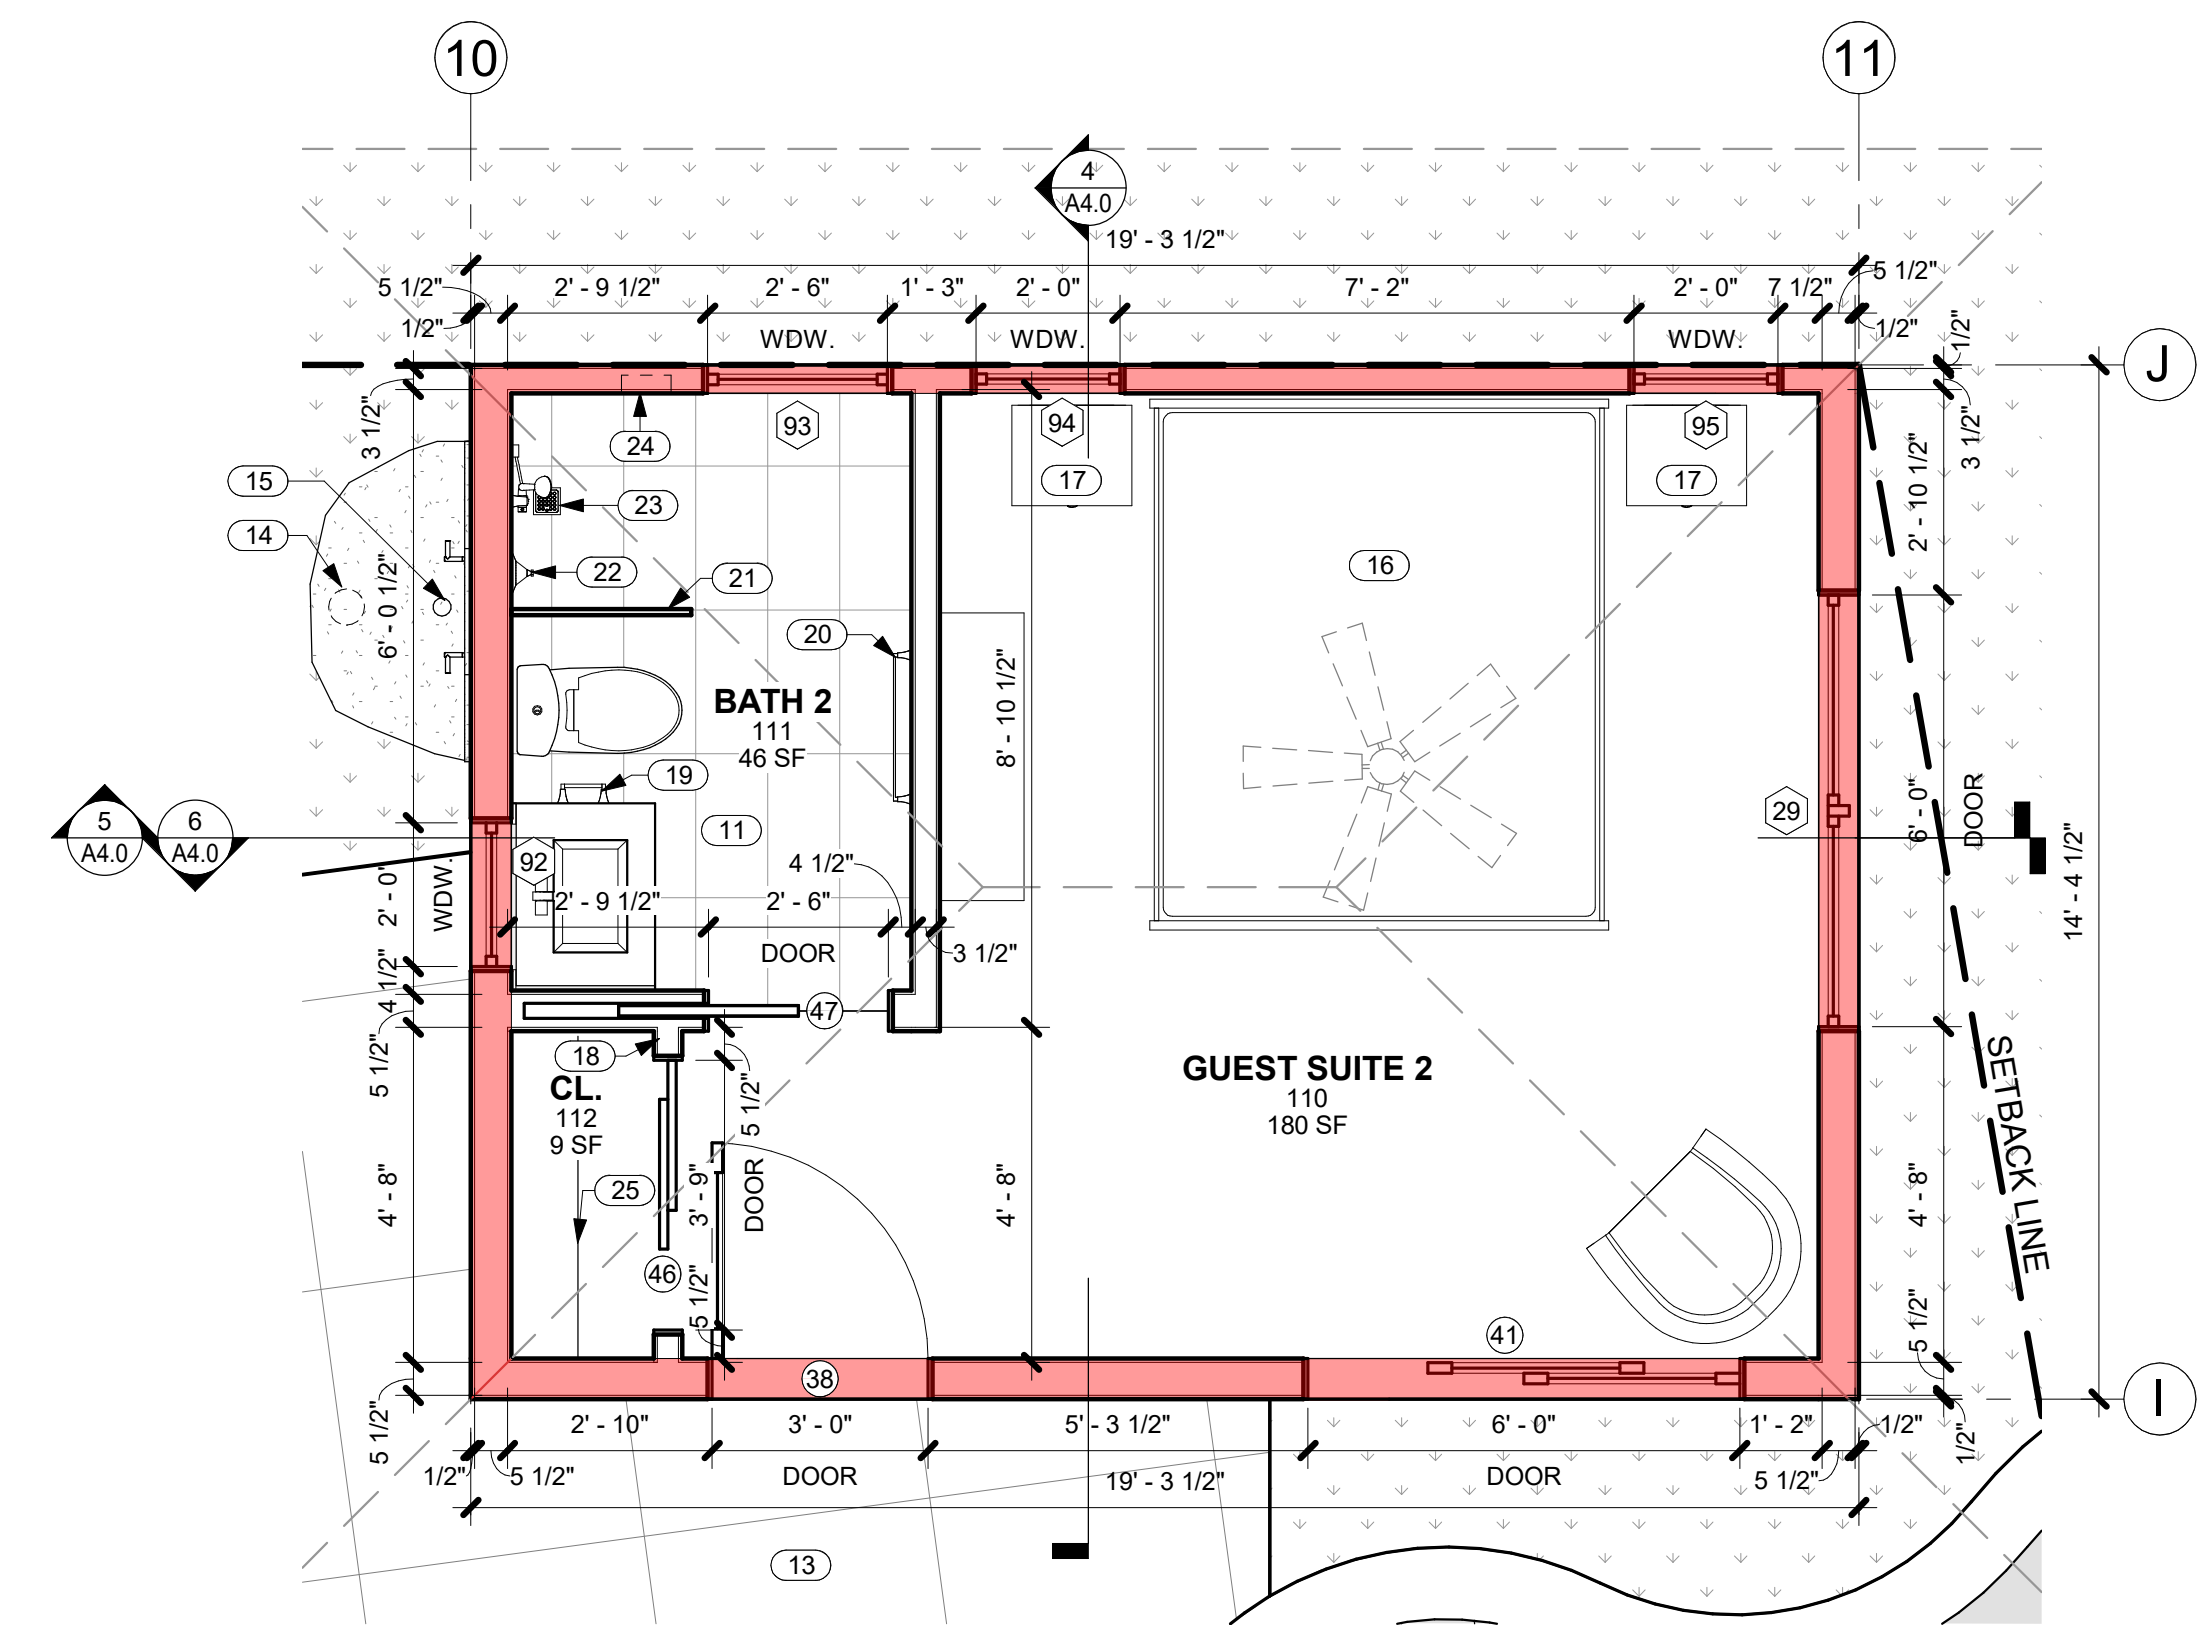 10
11
4
A4.0
19' - 3 1/2"
5 1/2"
5 1/2"
2' - 9 1/2"
2' - 6"
1' - 3"
2' - 0"
7' - 2"
2' - 0"
7 1/2"
1/2"
WDW.
WDW.
WDW.
1/2"
1/2"
J
3 1/2"
3 1/2"
24
93
94
95
15
17
17
2' - 10 1/2"
23
14
22
21
16
6' - 0 1/2"
20
BATH 2
111
46 SF
8' - 10 1/2"
19
5
A4.0
6
A4.0
11
29
6' - 0"
DOOR
92
4 1/2"
14' - 4 1/2"
2' - 0"
WDW.
2' - 9 1/2"
2' - 6"
DOOR
3 1/2"
4 1/2"
47
18
5 1/2"
CL.
112
9 SF
5 1/2"
GUEST SUITE 2
110
180 SF
SETBACK LINE
25
4' - 8"
3' - 9"
DOOR
4' - 8"
4' - 8"
46
5 1/2"
41
5 1/2"
38
I
5 1/2"
2' - 10"
3' - 0"
5' - 3 1/2"
6' - 0"
1' - 2"
1/2"
1/2"
1/2"
5 1/2"
DOOR
19' - 3 1/2"
DOOR
5 1/2"
13